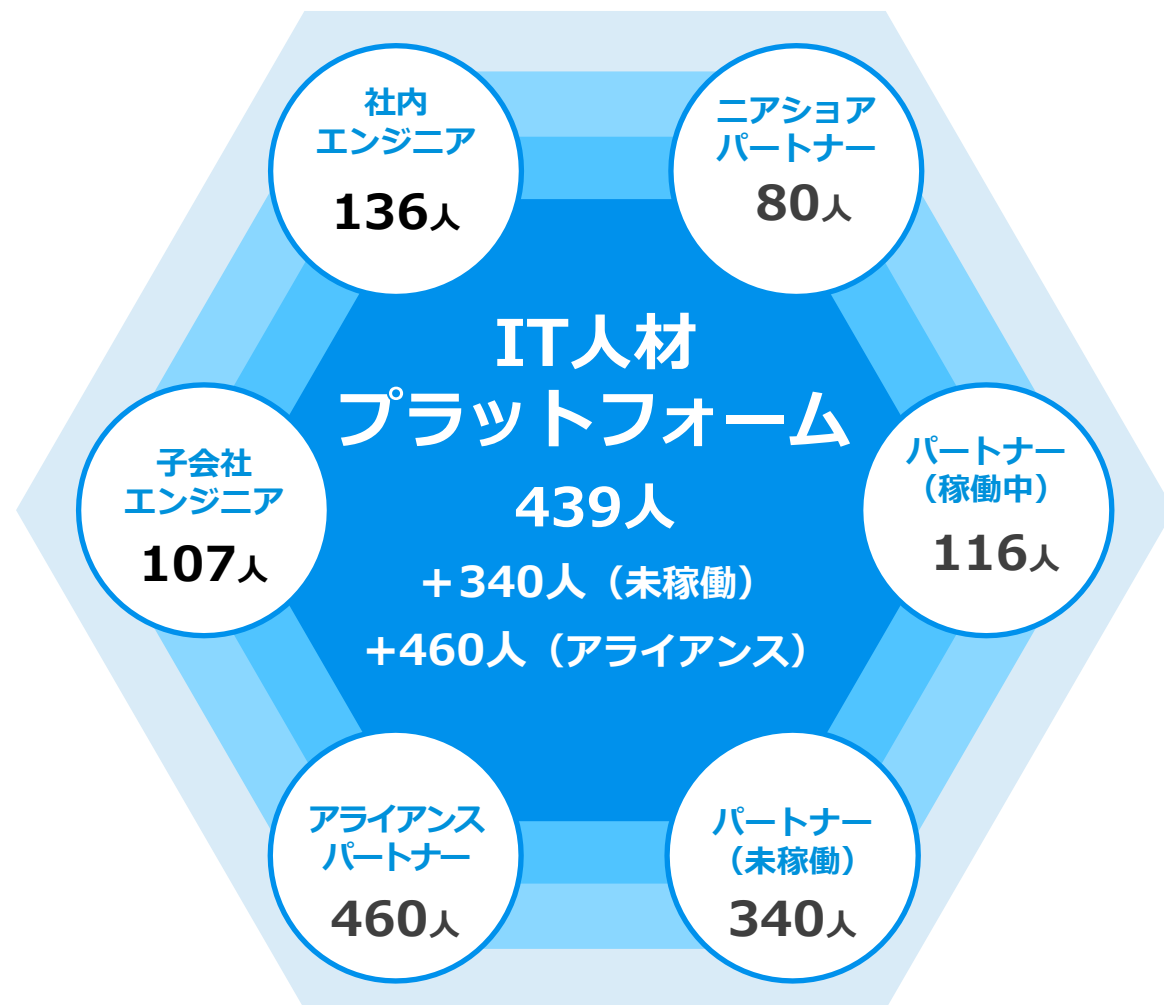 社内
エンジニア
136人
ニアショア
パートナー
80人
IT人材
プラットフォーム
439人
+340人（未稼働）
+460人（アライアンス）
子会社
エンジニア
107人
パートナー
（稼働中）
116人
アライアンス
パートナー
460人
パートナー
（未稼働）
340人